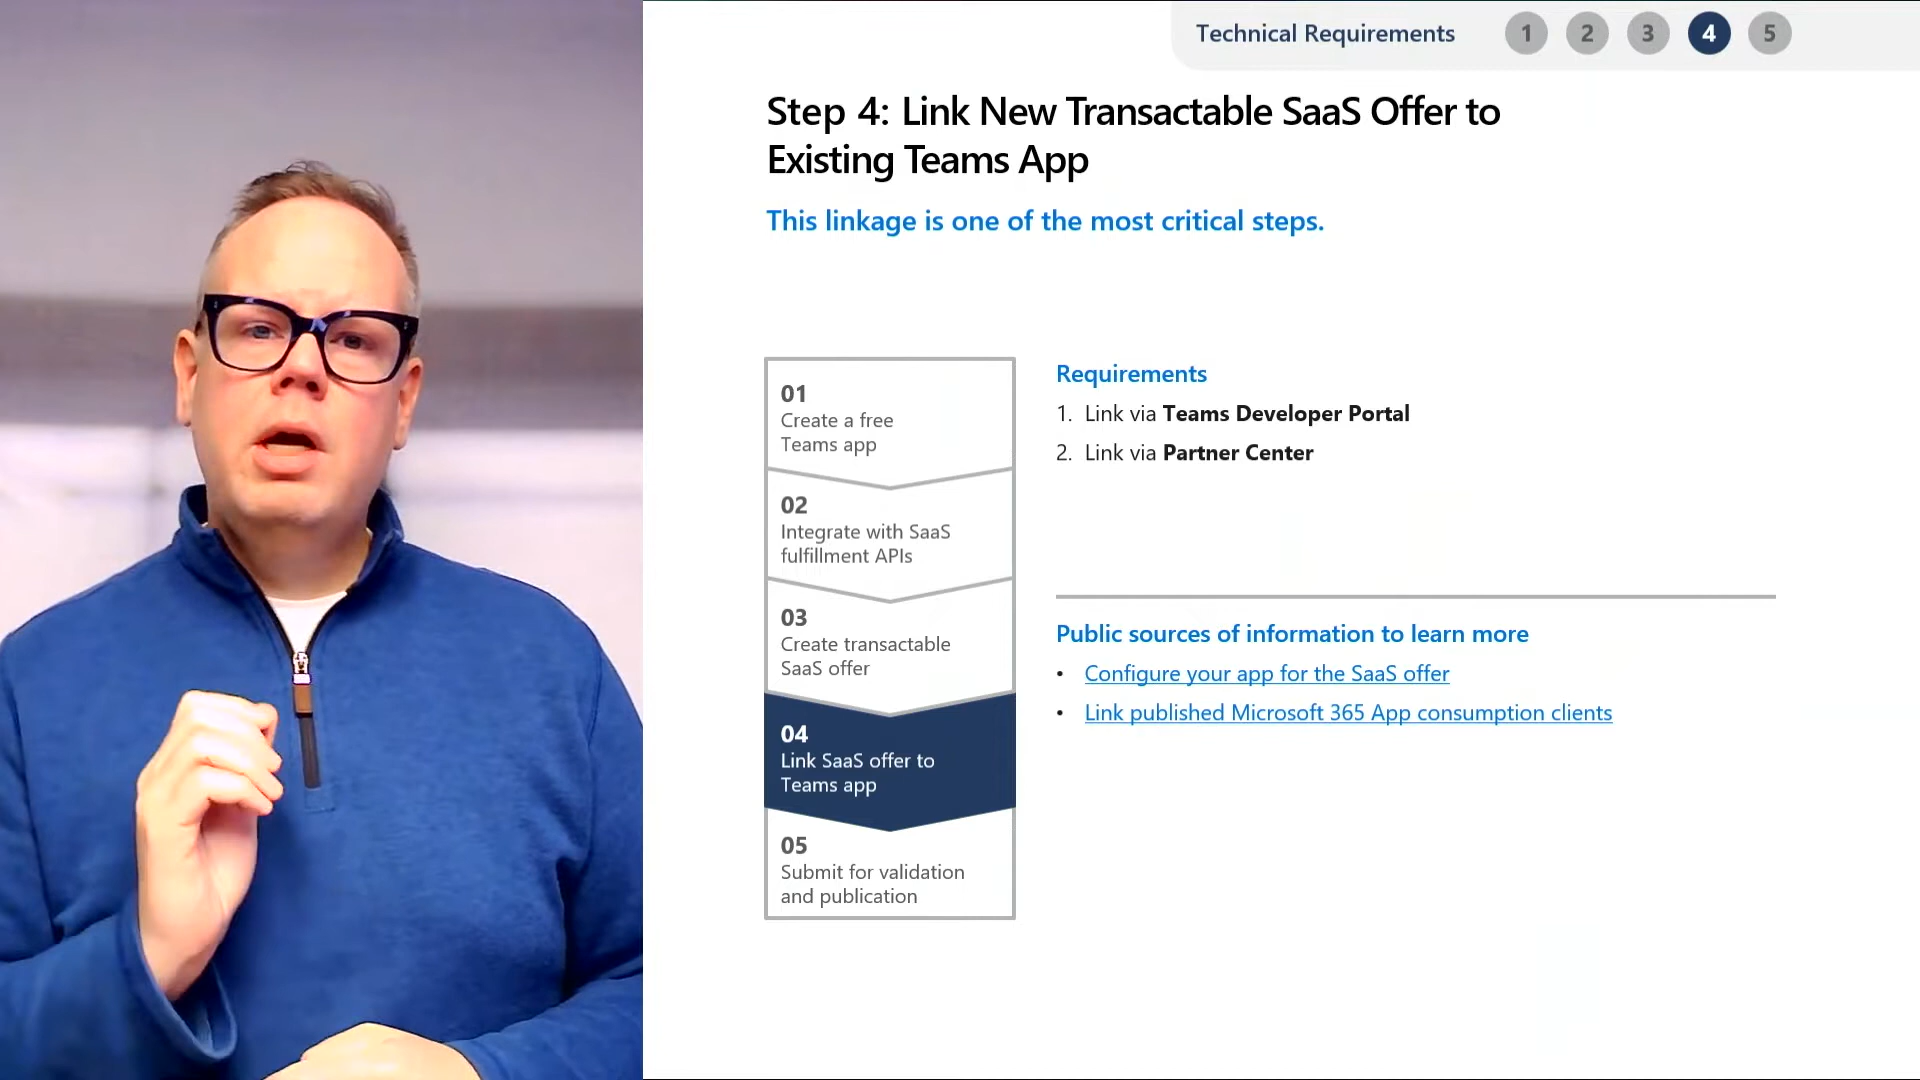 Technical Requirements 1 2 3 4 5
Step 4: Link New Transactable SaaS Offer to
Existing Teams App
This linkage is one of the most critical steps.
01
Create a free
Teams app
02
Integrate with SaaS
fulfillment APIs
03
Create transactable
SaaS offer
04
Link SaaS offer to
Teams app
05
Submit for validation
and publication
Requirements
1. Link via Teams Developer Portal
2. Link via Partner Center
Public sources of information to learn more
• Configure your app for the SaaS offer
• Link published Microsoft 365 App consumption clients